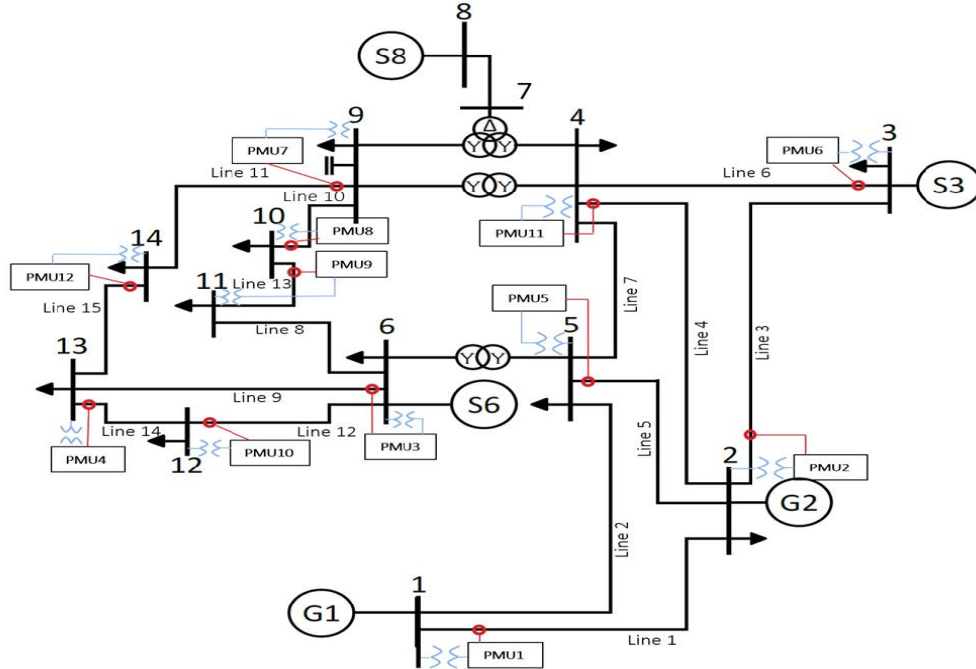 8
S8
7
9
4
3
Δ
Y Y
PMU7
PMU6
Line 11
Line 10
Y Y
Line 6
S3
10
PMU8
PMU11
14
PMU9
PMU12
11
Line 13
Line 7
Line 15
PMU5
Line 8
6
5
Line 4
Line 3
13
Y Y
Line 9
S6
Line 14
Line 12
Line 5
PMU4
12
PMU10
PMU3
2
PMU2
G2
Line 2
1
G1
Line 1
PMU1